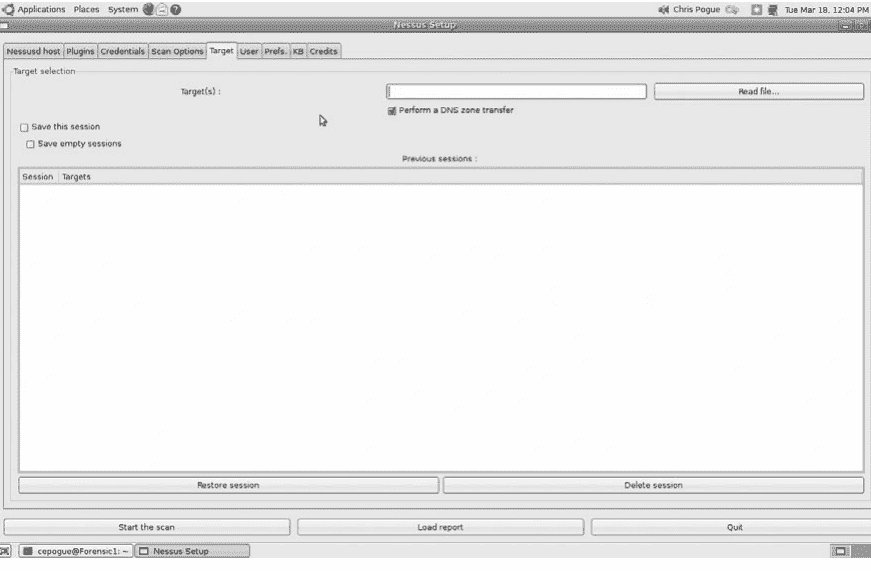 Applications Places System Chris Pogue Tue Mar 18, 12:04 PM
Nessus Setup
Nessusd host Plugins Credentials Scan Options Target User Prefs. KB Credits
Target selection
Target(s) : Read file...
Perform a DNS zone transfer
Save this session
Save empty sessions
Previous sessions :
Session Targets
Restore session Delete session
Start the scan Load report Quit
cepogue@Forensic1: ~ Nessus Setup